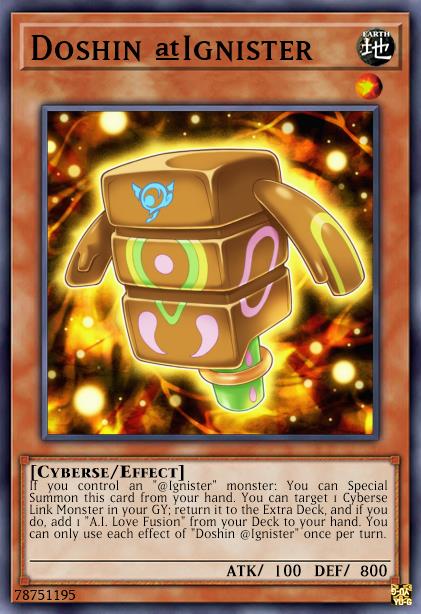 Doshin @Ignister
EARTH
地
[Cyberse/Effect]
If you control an "@Ignister" monster: You can Special
Summon this card from your hand. You can target 1 Cyberse
Link Monster in your GY; return it to the Extra Deck, and if you
do, add 1 "A.I. Love Fusion" from your Deck to your hand. You
can only use each effect of "Doshin @Ignister" once per turn.
ATK/ 100 DEF/ 800
78751195